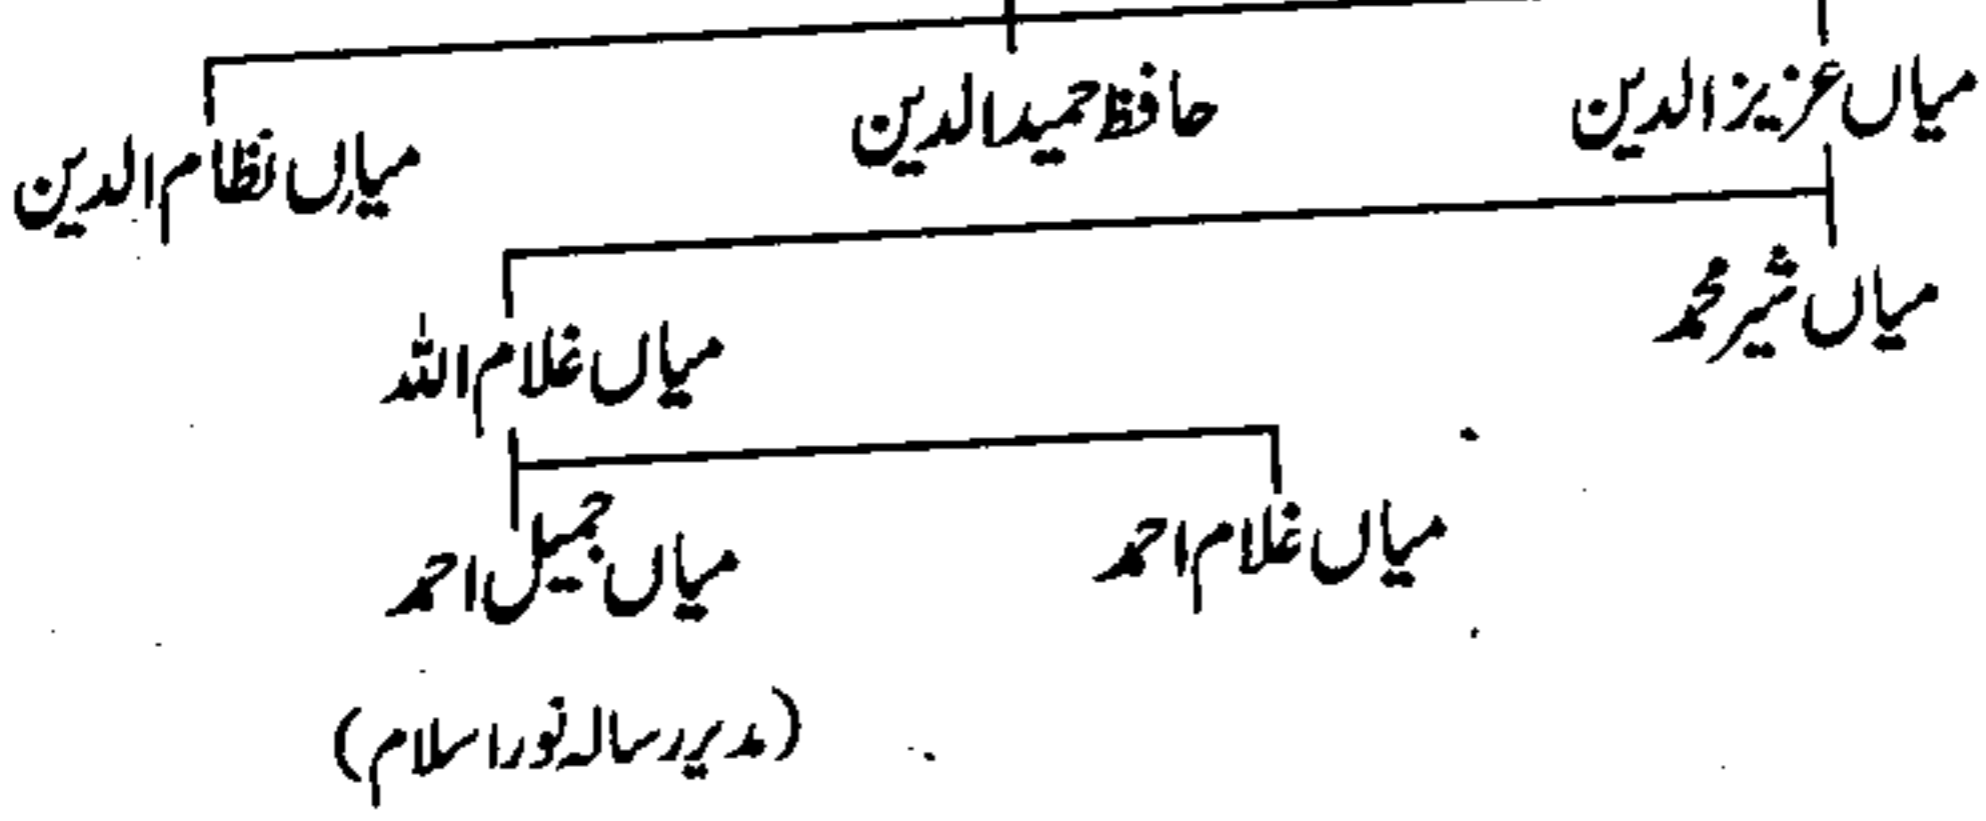 میاں عزیز الدین
حافظ حمید الدین
میاں نظام الدین
میاں شیر محمد
میاں غلام اللہ
میاں غلام احمد
میاں جمیل احمد
(مدیر رسالہ نور اسلام)